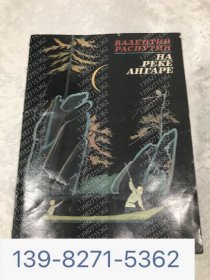 ВАЛЕНТИН
РАСПУТИН
НА
РЕКЕ
АНГАРЕ
139-8271-5362